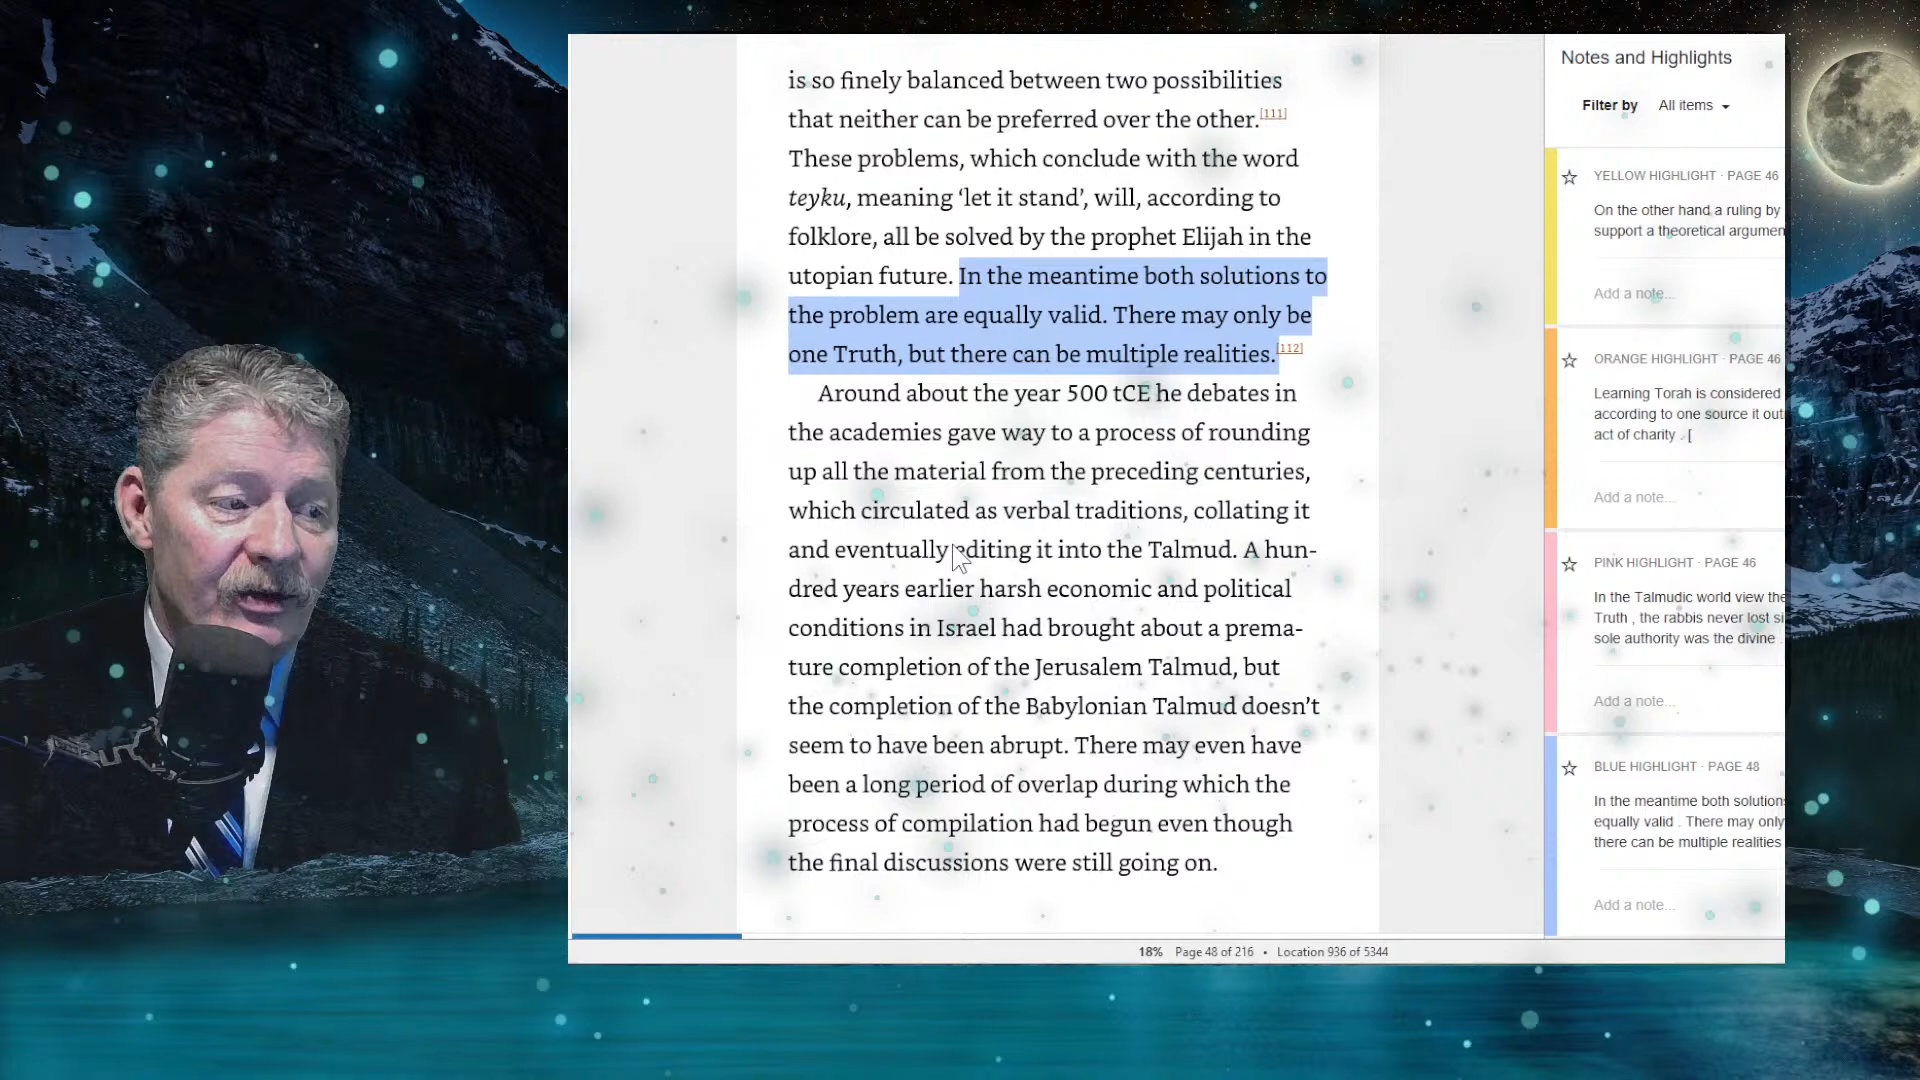 is so finely balanced between two possibilities
that neither can be preferred over the other.[111]
These problems, which conclude with the word
teyku, meaning ‘let it stand’, will, according to
folklore, all be solved by the prophet Elijah in the
utopian future. In the meantime both solutions to
the problem are equally valid. There may only be
one Truth, but there can be multiple realities.[112]
Around about the year 500 tCE he debates in
the academies gave way to a process of rounding
up all the material from the preceding centuries,
which circulated as verbal traditions, collating it
and eventually editing it into the Talmud. A hun-
dred years earlier harsh economic and political
conditions in Israel had brought about a prema-
ture completion of the Jerusalem Talmud, but
the completion of the Babylonian Talmud doesn’t
seem to have been abrupt. There may even have
been a long period of overlap during which the
process of compilation had begun even though
the final discussions were still going on.
18% Page 48 of 216 • Location 936 of 5344
Notes and Highlights
Filter by All items
YELLOW HIGHLIGHT · PAGE 46
On the other hand a ruling by
support a theoretical argumen
Add a note...
ORANGE HIGHLIGHT · PAGE 46
Learning Torah is considered
according to one source it out
act of charity . [
Add a note...
PINK HIGHLIGHT · PAGE 46
In the Talmudic world view the
Truth , the rabbis never lost si
sole authority was the divine
Add a note...
BLUE HIGHLIGHT · PAGE 48
In the meantime both solution
equally valid . There may only
there can be multiple realities
Add a note...